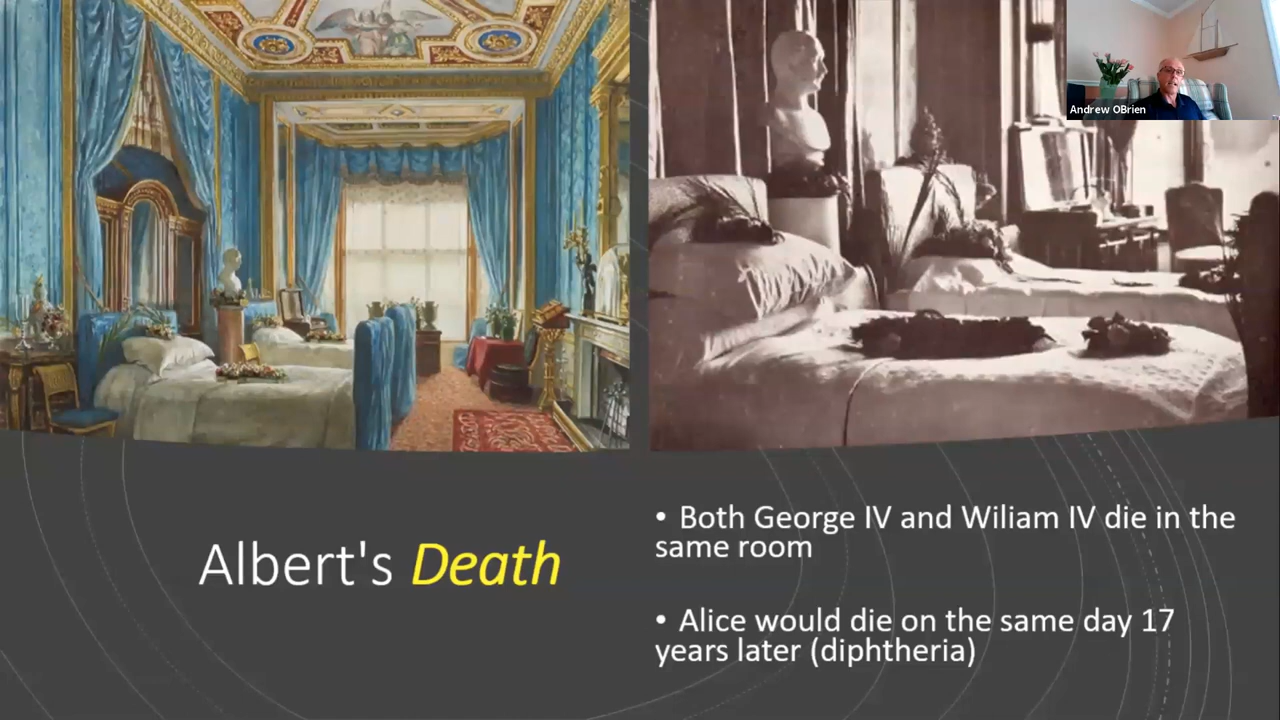 Andrew OBrien
Albert's Death
• Both George IV and Wiliam IV die in the
same room
• Alice would die on the same day 17
years later (diphtheria)